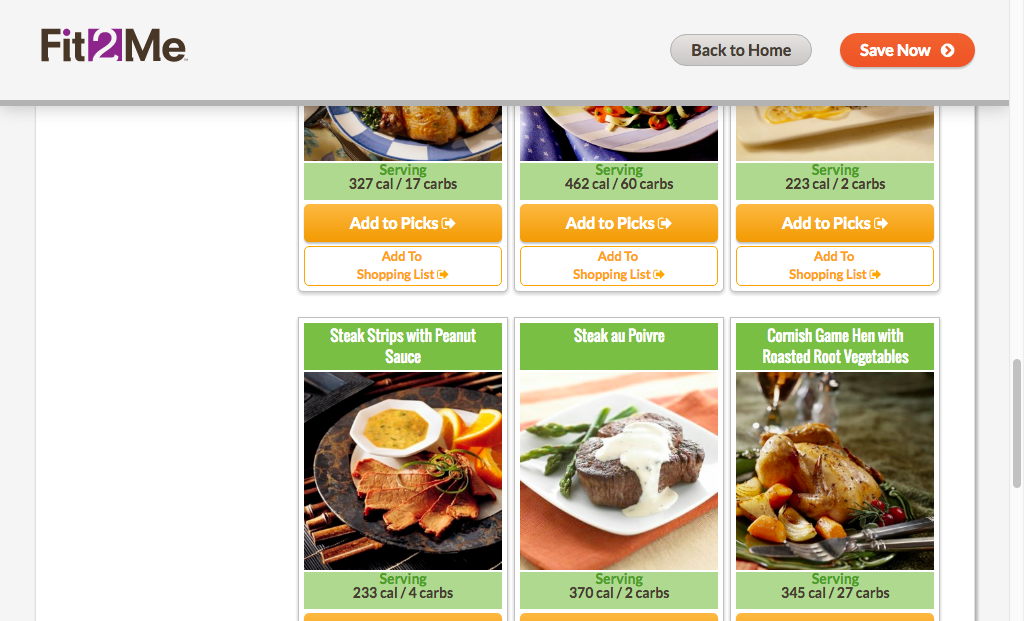 Fit2Me
Back to Home
Save Now
Serving
327 cal / 17 carbs
Serving
462 cal / 60 carbs
Serving
223 cal / 2 carbs
Add to Picks
Add to Picks
Add to Picks
Add To
Shopping List
Add To
Shopping List
Add To
Shopping List
Steak Strips with Peanut
Sauce
Steak au Poivre
Cornish Game Hen with
Roasted Root Vegetables
Serving
233 cal / 4 carbs
Serving
370 cal / 2 carbs
Serving
345 cal / 27 carbs